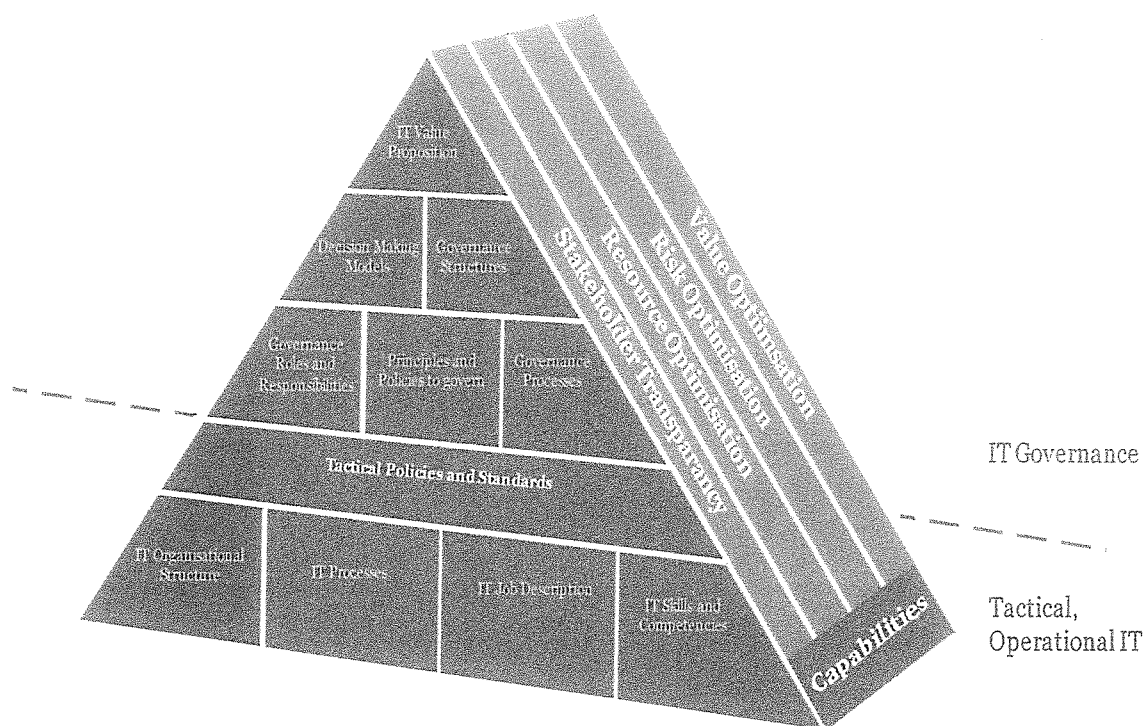 IT Value
Proposition
Decision Making
Models
Governance
Structures
Governance
Roles and
Responsibilities
Principles and
Policies to govern
Governance
Processes
Tactical Policies and Standards
IT Organisational
Structure
IT Processes
IT Job Description
IT Skills and
Competencies
Stakeholder Transparancy
Resource Optimisation
Risk Optimisation
Value Optimisation
Capabilities
IT Governance
Tactical,
Operational IT